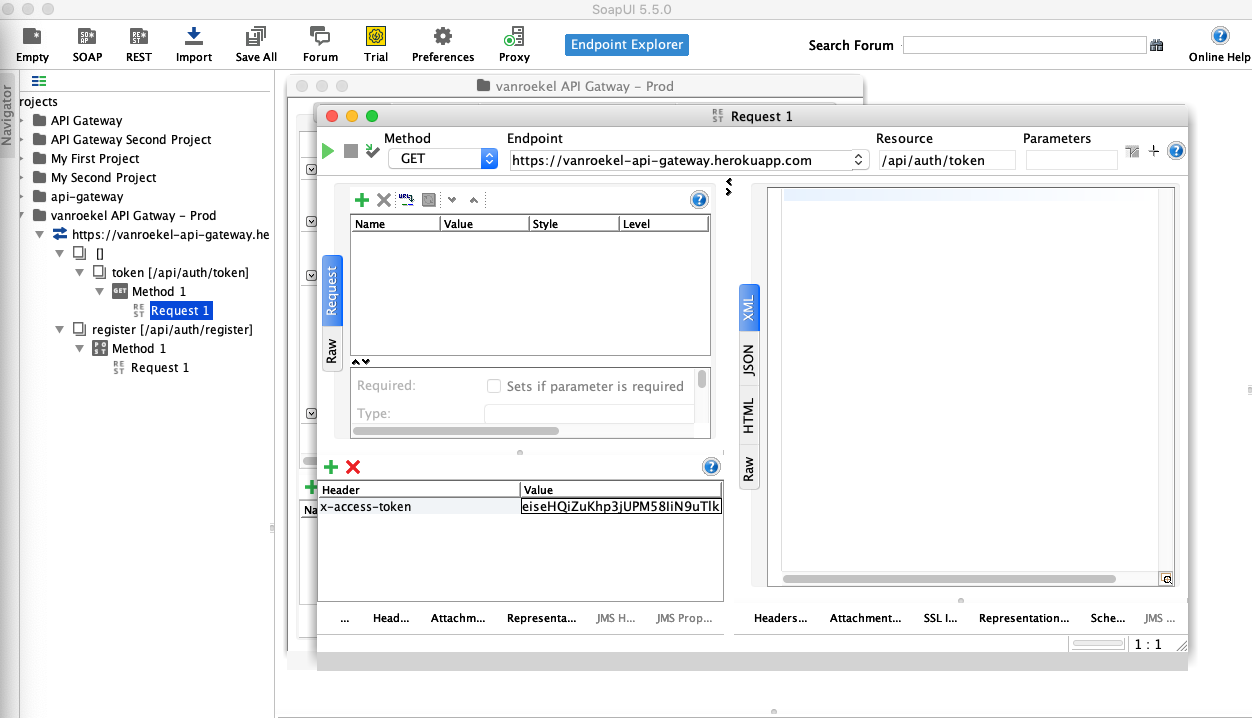 SoapUI 5.5.0
Empty SOAP REST Import Save All Forum Trial Preferences Proxy Endpoint Explorer Search Forum Online Help
Navigator
rojects
API Gateway
API Gateway Second Project
My First Project
My Second Project
api-gateway
vanroekel API Gatway - Prod
https://vanroekel-api-gateway.he
[]
token [/api/auth/token]
GET Method 1
REST Request 1
register [/api/auth/register]
POST Method 1
REST Request 1
vanroekel API Gatway - Prod
REST Request 1
Method Endpoint Resource Parameters
GET https://vanroekel-api-gateway.herokuapp.com /api/auth/token
Request
Raw
Name Value Style Level
Required: Sets if parameter is required
Type:
Header Value
Na
x-access-token eiseHQiZuKhp3jUPM58IiN9uTlk
XML
JSON
HTML
Raw
... Head... Attachm... Representa... JMS H... JMS Prop...
Headers... Attachment... SSL I... Representation... Sche... JMS ...
1 : 1